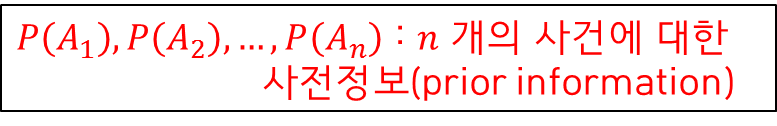 P(A₁), P(A₂), ..., P(Aₙ) : n 개의 사건에 대한
사전정보(prior information)